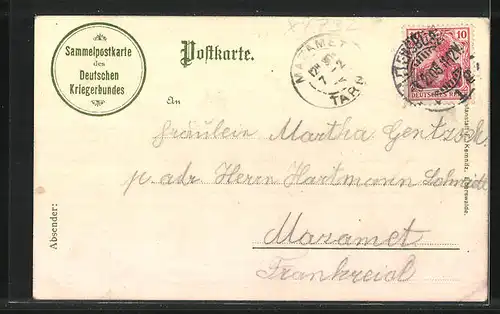 Sammelpostkarte
des
Deutschen
Kriegerbundes
Postkarte.
MAZAMET
TARN
10
DEUTSCHES REICH
An
Fräulein Martha Gentzsch,
p. adr Herrn Hartmann Schmidt
Mazamet
Frankreich
Absender: